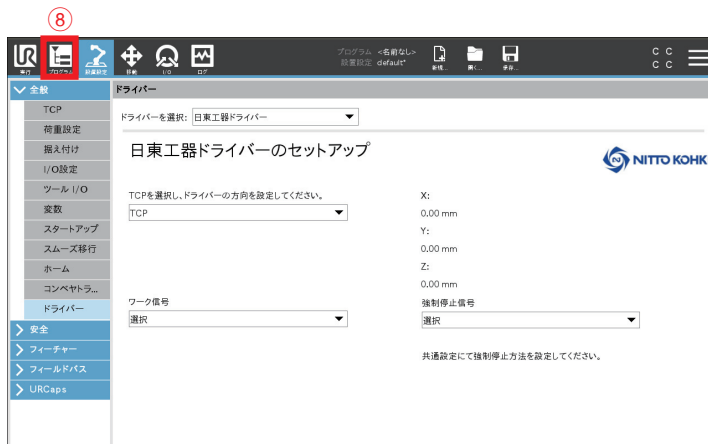 ⑧
UR
プログラム <名前なし>
設置設定 default*
C C
C C
実行 プログラム 設置設定 移動 I/O ログ 新規... 開く... 保存...
全般
ドライバー
TCP
荷重設定
据え付け
I/O設定
ツール I/O
変数
スタートアップ
スムーズ移行
ホーム
コンベヤトラ...
ドライバー
安全
フィーチャー
フィールドバス
URCaps
ドライバーを選択: 日東工器ドライバー
日東工器ドライバーのセットアップ
NITTO KOHK
TCPを選択し、ドライバーの方向を設定してください。
TCP
X:
0.00 mm
Y:
0.00 mm
Z:
0.00 mm
ワーク信号
選択
強制停止信号
選択
共通設定にて強制停止方法を設定してください。